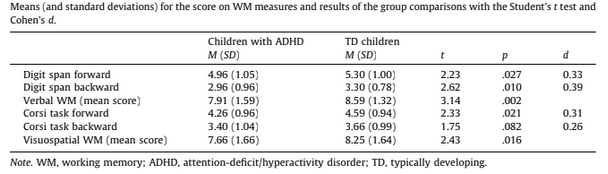 Means (and standard deviations) for the score on WM measures and results of the group comparisons with the Student's t test and
Cohen's d.
Children with ADHD TD children
M (SD) M (SD) t p d
Digit span forward 4.96 (1.05) 5.30 (1.00) 2.23 .027 0.33
Digit span backward 2.96 (0.96) 3.30 (0.78) 2.62 .010 0.39
Verbal WM (mean score) 7.91 (1.59) 8.59 (1.32) 3.14 .002
Corsi task forward 4.26 (0.96) 4.59 (0.94) 2.33 .021 0.31
Corsi task backward 3.40 (1.04) 3.66 (0.99) 1.75 .082 0.26
Visuospatial WM (mean score) 7.66 (1.66) 8.25 (1.64) 2.43 .016
Note. WM, working memory; ADHD, attention-deficit/hyperactivity disorder; TD, typically developing.